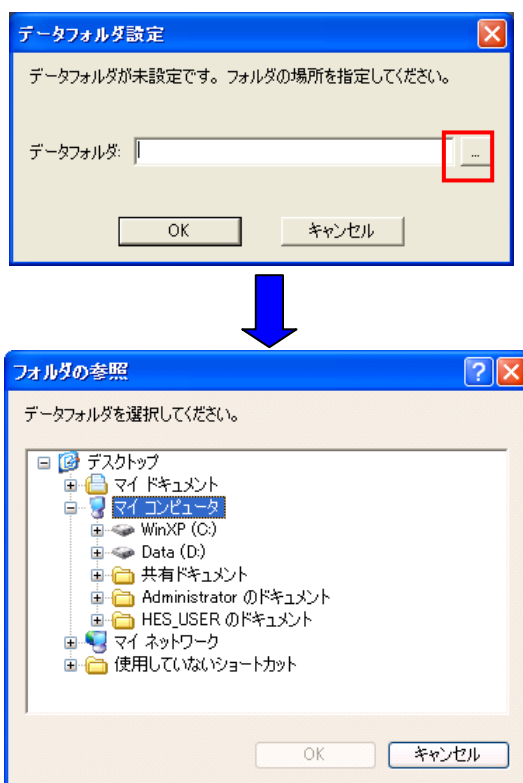 データフォルダ設定
データフォルダが未設定です。フォルダの場所を指定してください。
データフォルダ:
...
OK
キャンセル
フォルダの参照
データフォルダを選択してください。
デスクトップ
マイ ドキュメント
マイ コンピュータ
WinXP (C:)
Data (D:)
共有ドキュメント
Administrator のドキュメント
HES_USER のドキュメント
マイ ネットワーク
使用していないショートカット
OK
キャンセル